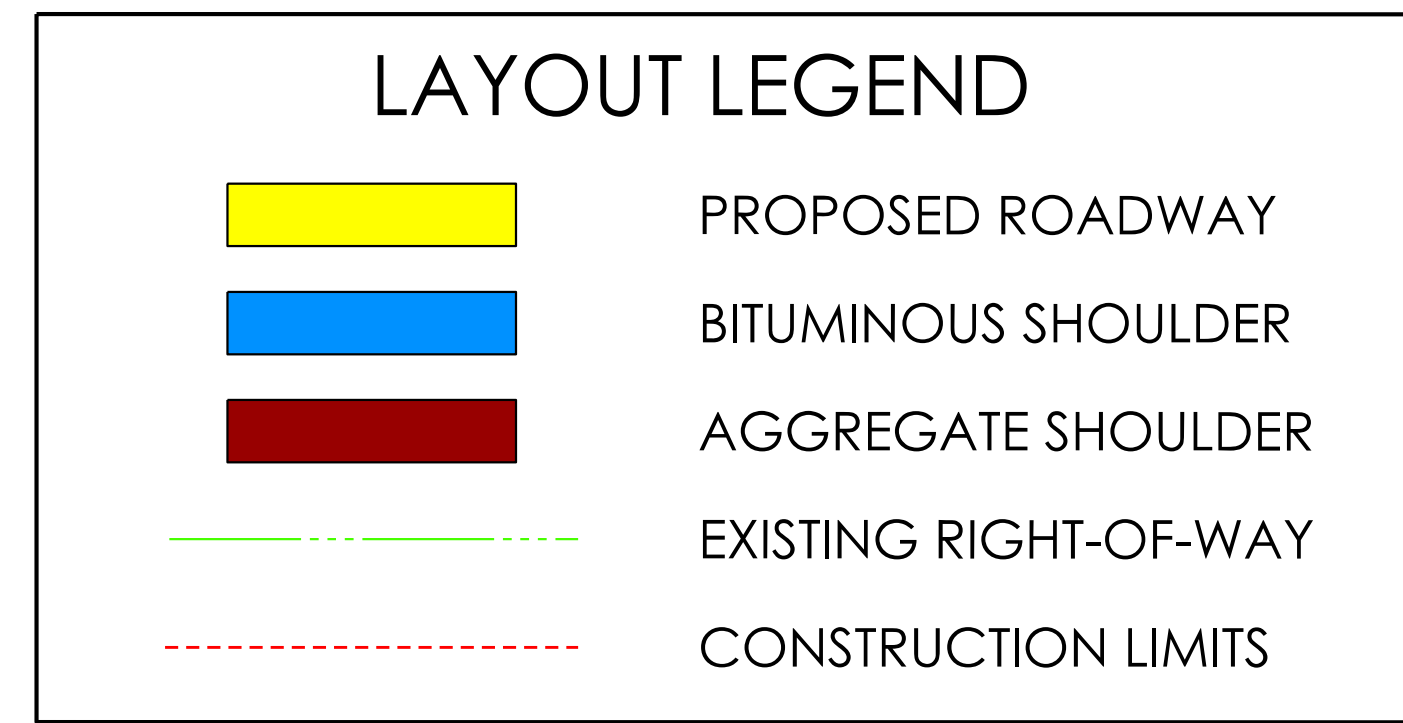 LAYOUT LEGEND
PROPOSED ROADWAY
BITUMINOUS SHOULDER
AGGREGATE SHOULDER
EXISTING RIGHT-OF-WAY
CONSTRUCTION LIMITS